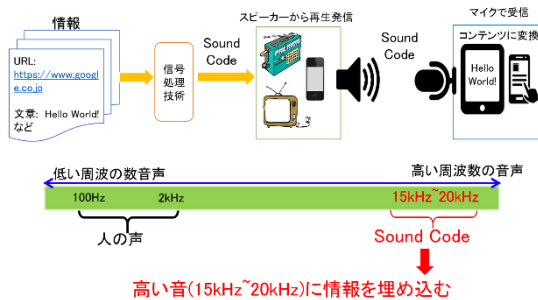 情報
スピーカーから再生発信
マイクで受信
URL:
https://www.googl
e.co.jp
文章: Hello World!
など
信号
処理
技術
Sound
Code
Sound
Code
コンテンツに変換
Hello
World!
低い周波の数音声
高い周波数の音声
100Hz
2kHz
15kHz~20kHz
人の声
Sound Code
高い音(15kHz~20kHz)に情報を埋め込む